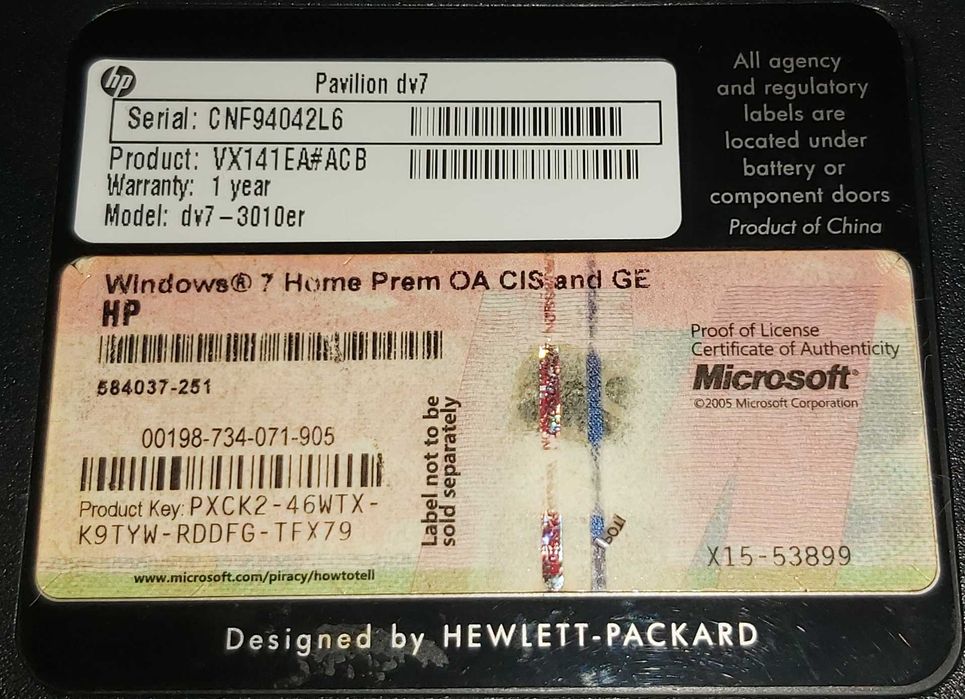 hp
Pavilion dv7
Serial: CNF94042L6
Product: VX141EA#ACB
Warranty: 1 year
Model: dv7-3010er
All agency
and regulatory
labels are
located under
battery or
component doors
Product of China
Windows® 7 Home Prem OA CIS and GE
HP
584037-251
00198-734-071-905
Product Key: PXCK2-46WTX-
K9TYW-RDDFG-TFX79
www.microsoft.com/piracy/howtotell
Label not to be
sold separately
Proof of License
Certificate of Authenticity
Microsoft®
©2005 Microsoft Corporation
X15-53899
Designed by HEWLETT-PACKARD